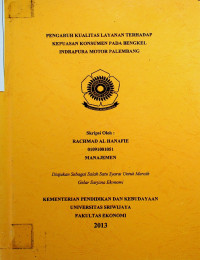 PENGARUH KUALITAS LAYANAN TERHADAP
KEPUASAN KONSUMEN PADA BENGKEL
INDRAPURA MOTOR PALEMBANG
Skripsi Oleh :
RACHMAD AL HANAFIE
01091001051
MANAJEMEN
Diajukan Sebagai Salah Satu Syarat Untuk Meraih
Gelar Sarjana Ekonomi
KEMENTERIAN PENDIDIKAN DAN KEBUDAYAAN
UNIVERSITAS SRIWIJAYA
FAKULTAS EKONOMI
2013